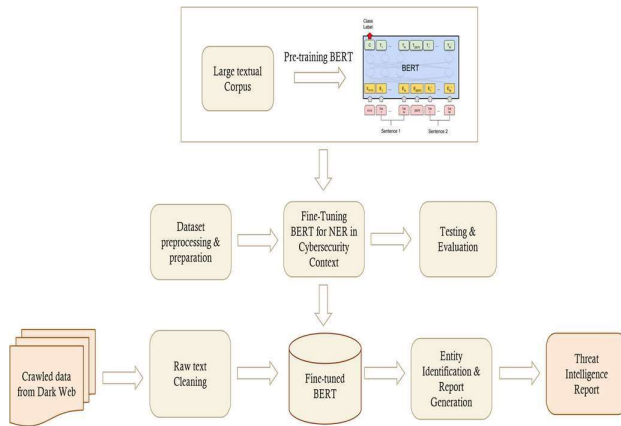 Class
Label
Large textual
Corpus
Pre-training BERT
BERT
Sentence 1
Sentence 2
Dataset
preprocessing &
preparation
Fine-Tuning
BERT for NER in
Cybersecurity
Context
Testing &
Evaluation
Crawled data
from Dark Web
Raw text
Cleaning
Fine-tuned
BERT
Entity
Identification &
Report
Generation
Threat
Intelligence
Report